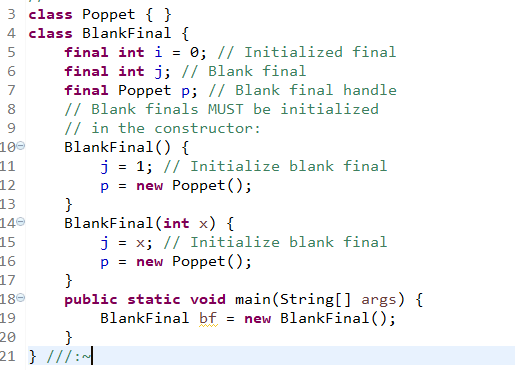 3 class Poppet { }
4 class BlankFinal {
5     final int i = 0; // Initialized final
6     final int j; // Blank final
7     final Poppet p; // Blank final handle
8     // Blank finals MUST be initialized
9     // in the constructor:
10    BlankFinal() {
11        j = 1; // Initialize blank final
12        p = new Poppet();
13    }
14    BlankFinal(int x) {
15        j = x; // Initialize blank final
16        p = new Poppet();
17    }
18    public static void main(String[] args) {
19        BlankFinal bf = new BlankFinal();
20    }
21 } ///:~